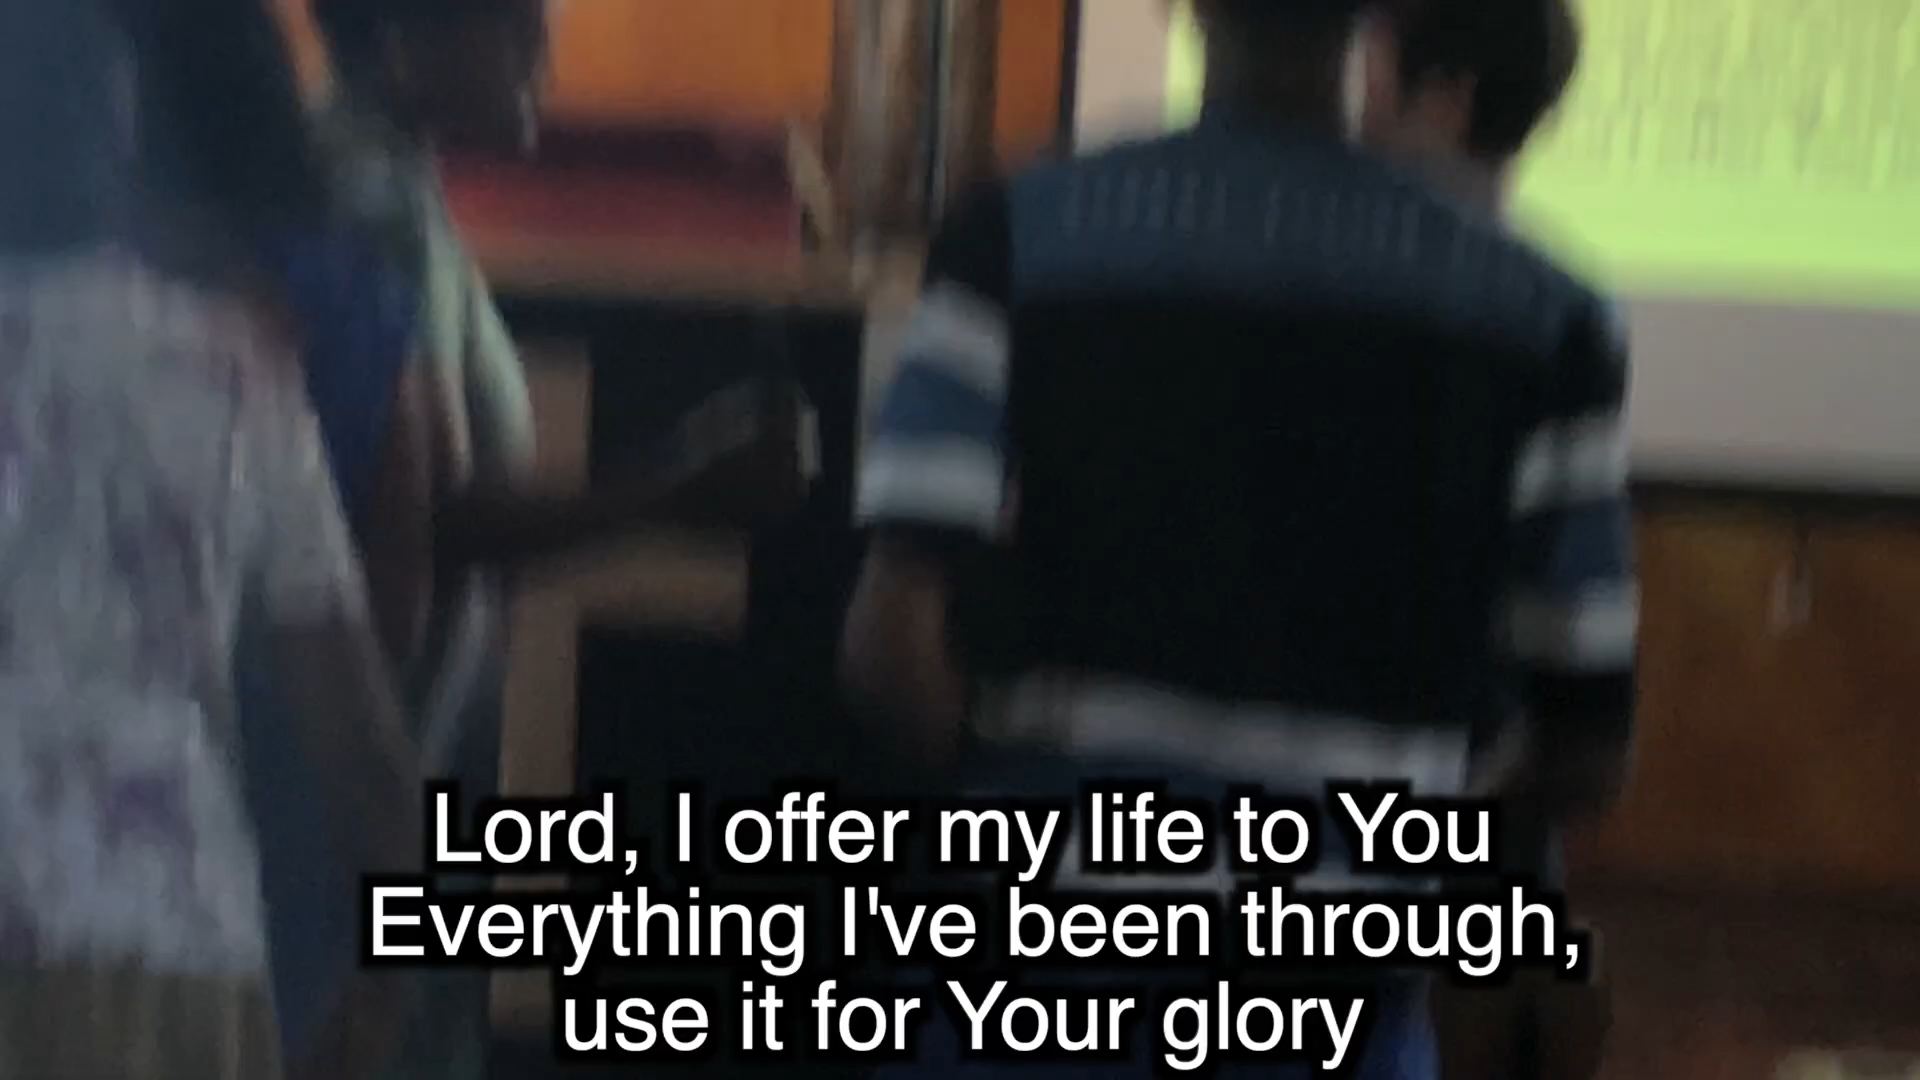 Lord, I offer my life to You
Everything I've been through,
use it for Your glory